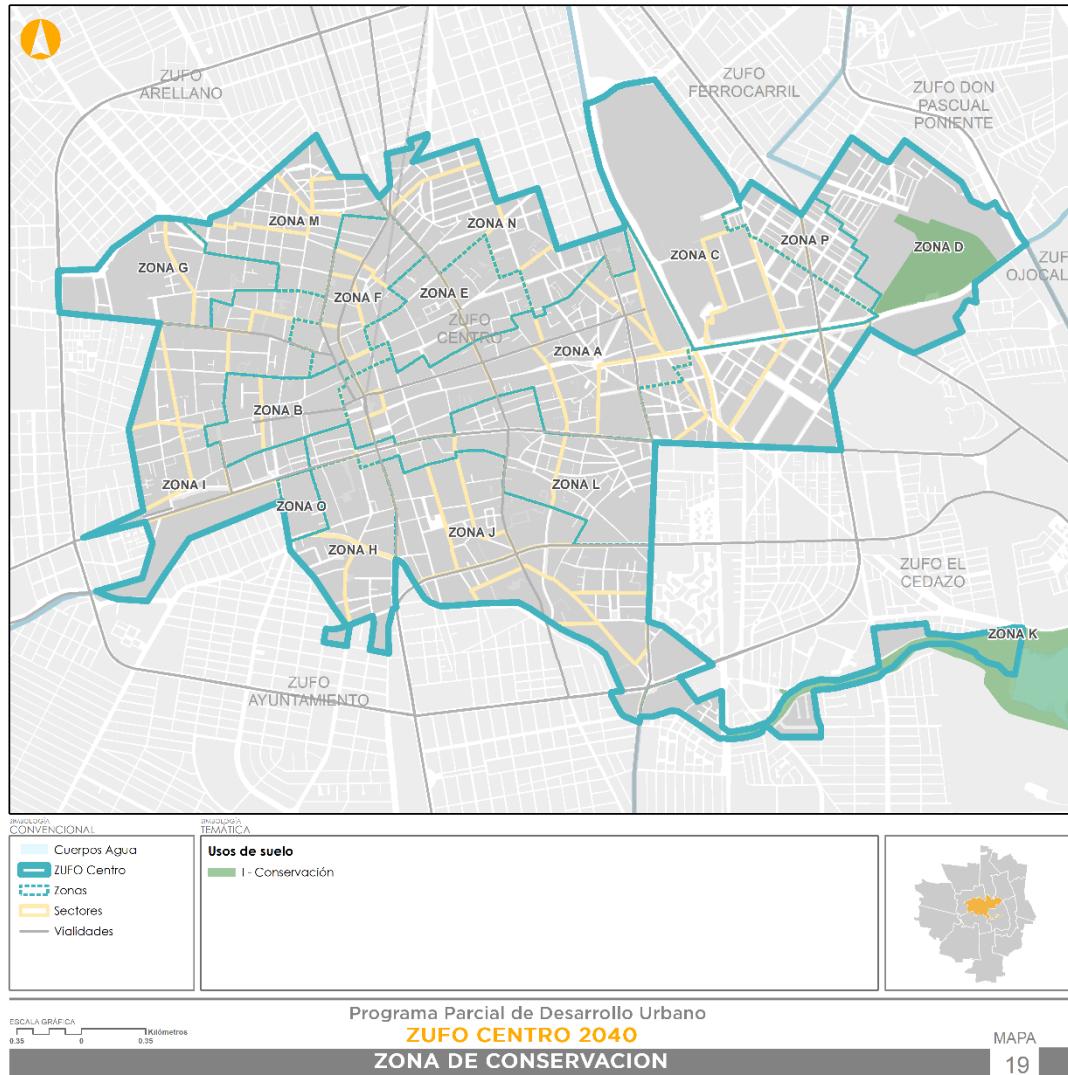 ZUFO
ARELLANO
ZUFO
FERROCARRIL
ZUFO DON
PASCUAL
PONIENTE
ZONA M
ZONA N
ZONA G
ZONA C
ZONA P
ZONA D
ZUF
OJOCAL
ZONA F
ZONA E
ZUFO
CENTRO
ZONA A
ZONA B
ZONA I
ZONA O
ZONA L
ZONA J
ZONA H
ZUFO EL
CEDAZO
ZONA K
ZUFO
AYUNTAMIENTO
SIMBOLOGÍA
CONVENCIONAL
Cuerpos Agua
ZUFO Centro
Zonas
Sectores
Vialidades
SIMBOLOGÍA
TEMÁTICA
Usos de suelo
I - Conservación
ESCALA GRÁFICA
Kilómetros
0.35 0 0.35
Programa Parcial de Desarrollo Urbano
ZUFO CENTRO 2040
ZONA DE CONSERVACION
MAPA
19